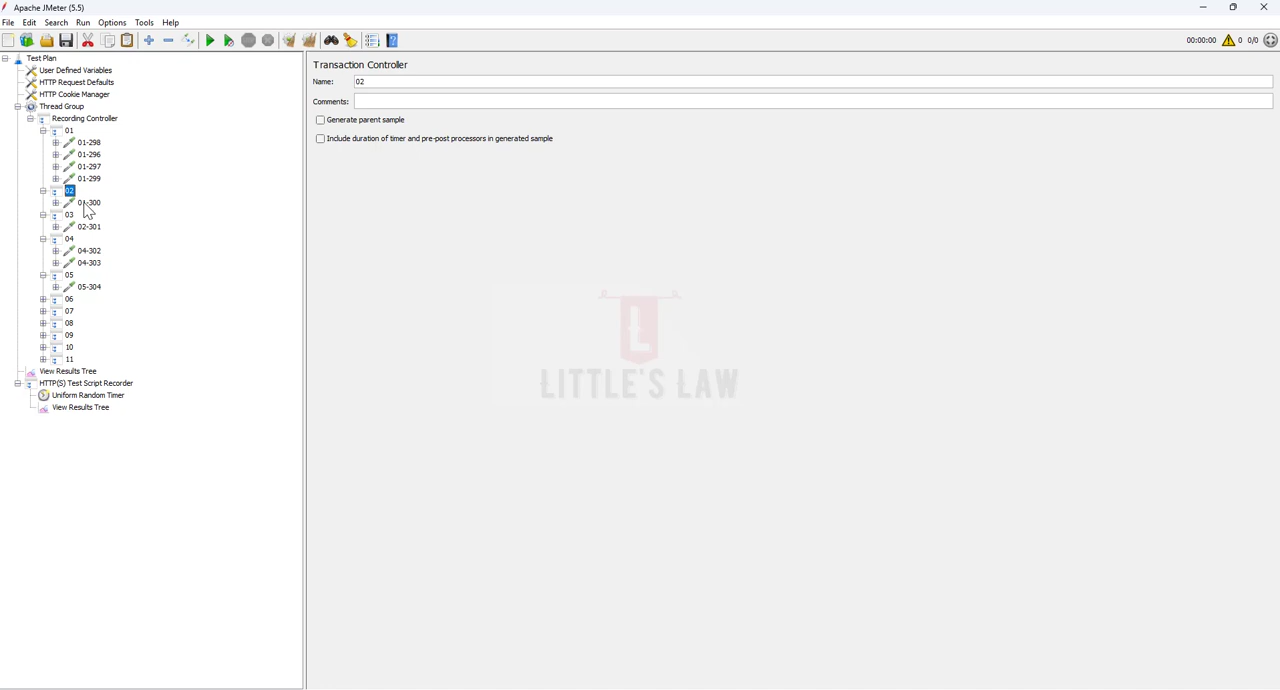 Apache JMeter (5.5)
File Edit Search Run Options Tools Help
00:00:00 0 0/0
Test Plan
User Defined Variables
HTTP Request Defaults
HTTP Cookie Manager
Thread Group
Recording Controller
01
01-298
01-296
01-297
01-299
02
01-300
03
02-301
04
04-302
04-303
05
05-304
06
07
08
09
10
11
View Results Tree
HTTP(S) Test Script Recorder
Uniform Random Timer
View Results Tree
Transaction Controller
Name: 02
Comments:
Generate parent sample
Include duration of timer and pre-post processors in generated sample
L
LITTLE'S LAW